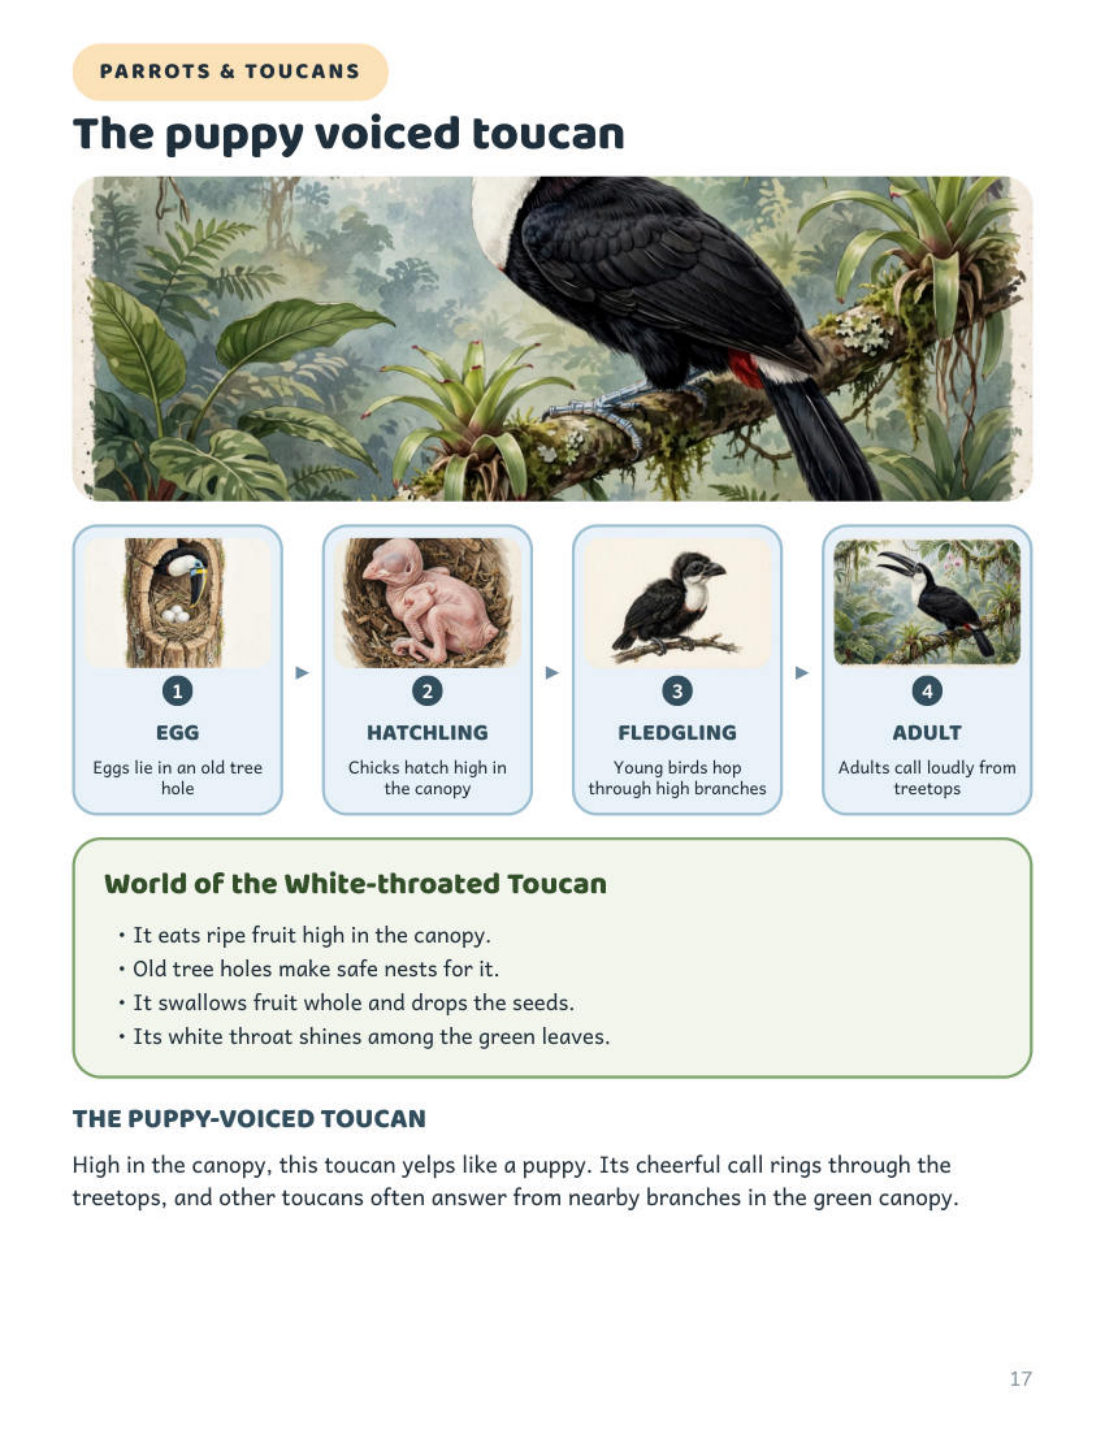 PARROTS & TOUCANS
The puppy voiced toucan
1
EGG
Eggs lie in an old tree
hole
2
HATCHLING
Chicks hatch high in
the canopy
3
FLEDGLING
Young birds hop
through high branches
4
ADULT
Adults call loudly from
treetops
World of the White-throated Toucan
• It eats ripe fruit high in the canopy.
• Old tree holes make safe nests for it.
• It swallows fruit whole and drops the seeds.
• Its white throat shines among the green leaves.
THE PUPPY-VOICED TOUCAN
High in the canopy, this toucan yelps like a puppy. Its cheerful call rings through the
treetops, and other toucans often answer from nearby branches in the green canopy.
17